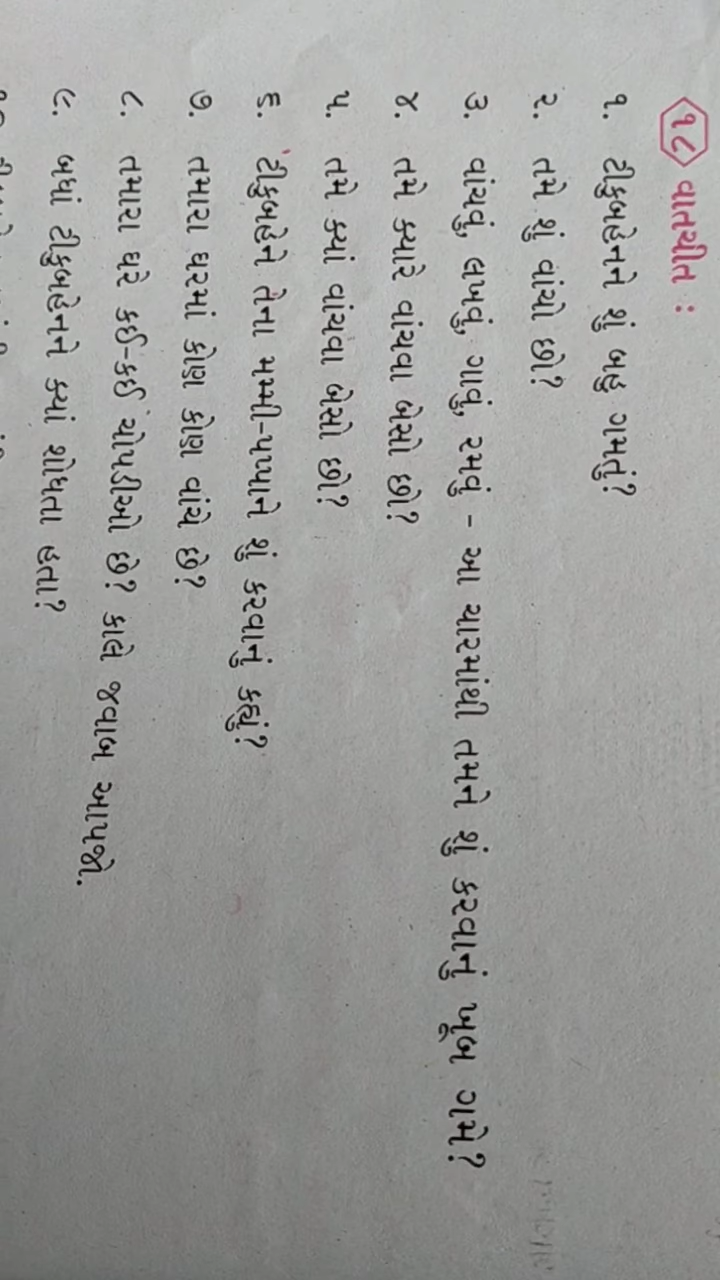 ૧૮ વાતચીત :
૧. ટીકુબહેનને શું બહુ ગમતું?
૨. તમે શું વાંચો છો?
૩. વાંચવું, લખવું, ગાવું, રમવું - આ ચારમાંથી તમને શું કરવાનું ખૂબ ગમે?
૪. તમે ક્યારે વાંચવા બેસો છો?
૫. તમે ક્યાં વાંચવા બેસો છો?
૬. ટીકુબહેને તેના મમ્મી-પપ્પાને શું કરવાનું કહ્યું?
૭. તમારા ઘરમાં કોણ કોણ વાંચે છે?
૮. તમારા ઘરે કઈ-કઈ ચોપડીઓ છે? કાલે જવાબ આપજો.
૯. બધાં ટીકુબહેનને ક્યાં શોધતા હતા?